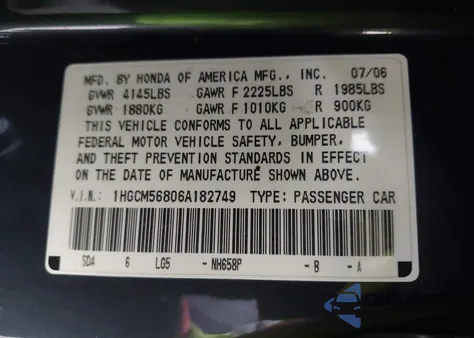 MFD. BY HONDA OF AMERICA MFG., INC. 07/06
GVWR 4145LBS GAWR F 2225LBS R 1985LBS
GVWR 1880KG GAWR F 1010KG R 900KG
THIS VEHICLE CONFORMS TO ALL APPLICABLE
FEDERAL MOTOR VEHICLE SAFETY, BUMPER,
AND THEFT PREVENTION STANDARDS IN EFFECT
ON THE DATE OF MANUFACTURE SHOWN ABOVE.
V.I.N.: 1HGCM56806A182749 TYPE: PASSENGER CAR
SDA 6 LG5 -NH658P -B -A